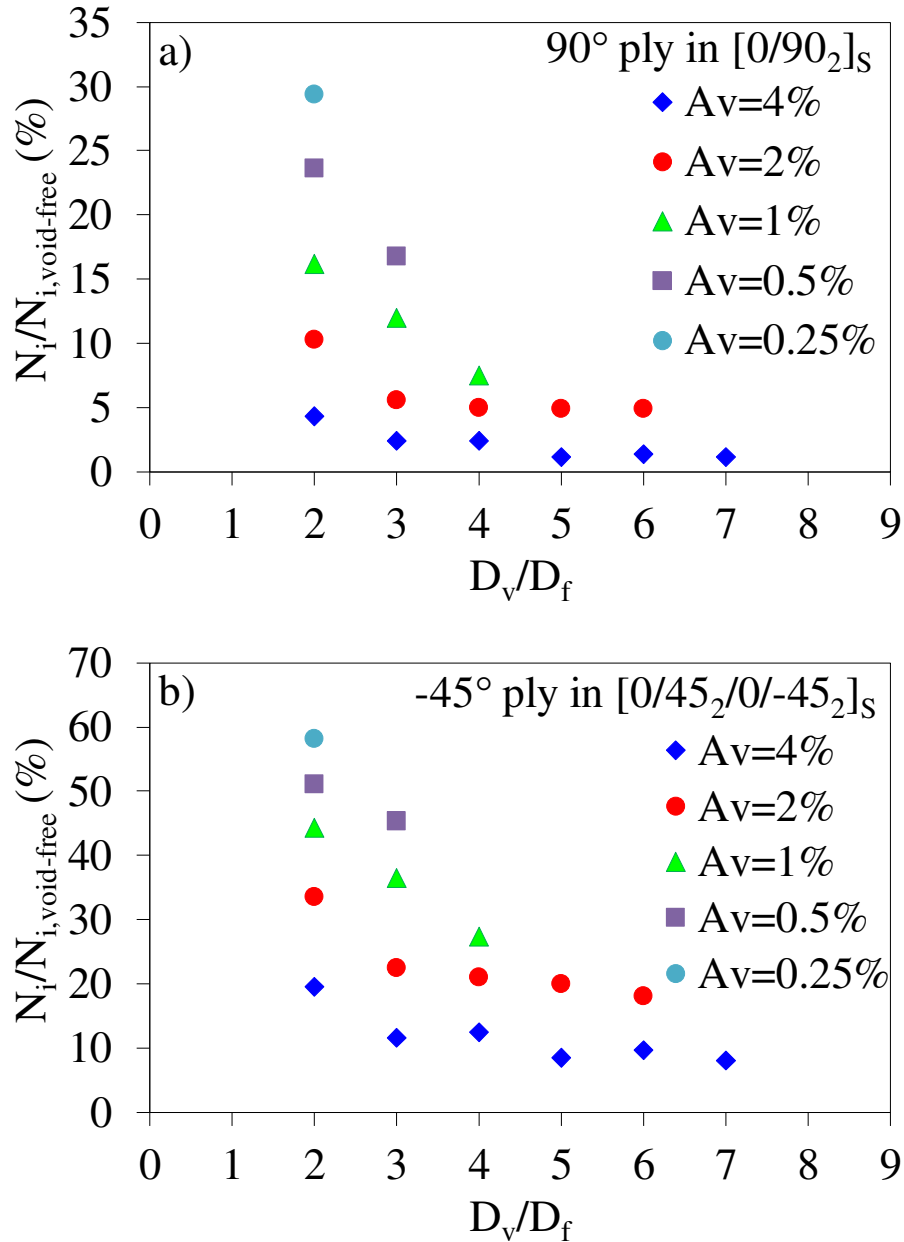 a)
90° ply in [0/90₂]ₛ
Nᵢ/Nᵢ,void-free (%)
35
30
25
20
15
10
5
0
Av=4%
Av=2%
Av=1%
Av=0.5%
Av=0.25%
0 1 2 3 4 5 6 7 8 9
Dᵥ/D_f
b)
-45° ply in [0/45₂/0/-45₂]ₛ
Nᵢ/Nᵢ,void-free (%)
70
60
50
40
30
20
10
0
Av=4%
Av=2%
Av=1%
Av=0.5%
Av=0.25%
0 1 2 3 4 5 6 7 8 9
Dᵥ/D_f